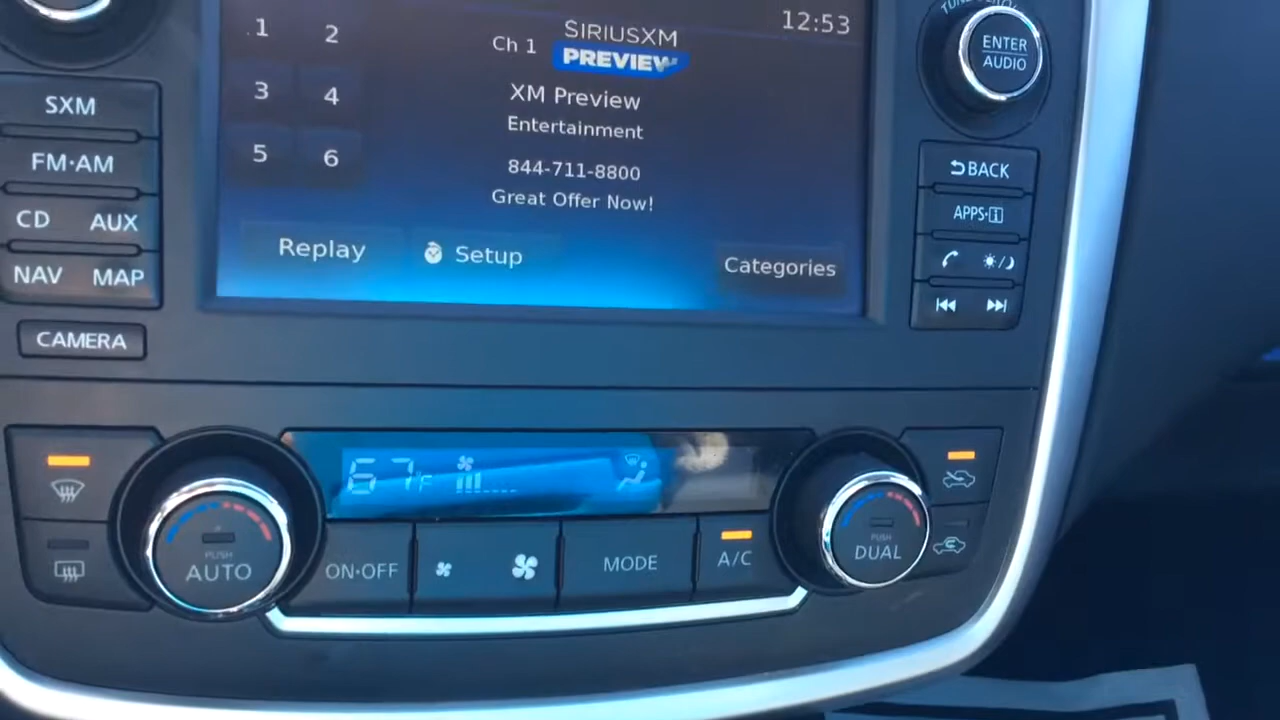 12:53
SIRIUSXM
Ch 1 PREVIEW
XM Preview
Entertainment
844-711-8800
Great Offer Now!
1 2
3 4
5 6
Replay Setup Categories
ENTER
AUDIO
SXM
FM·AM
CD AUX
NAV MAP
CAMERA
BACK
APPS·i
67°F
PUSH
AUTO
ON·OFF
MODE
A/C
PUSH
DUAL